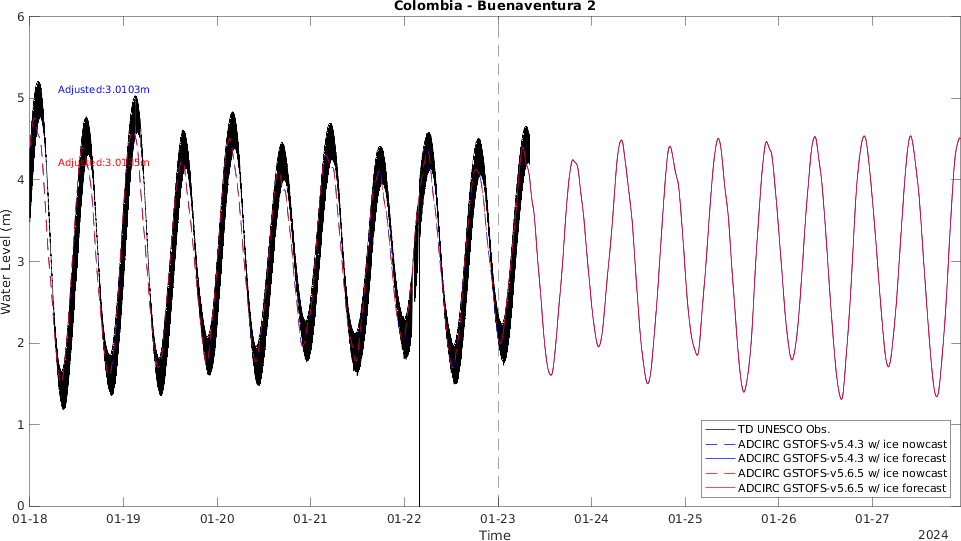 Colombia - Buenaventura 2
6
5
4
3
2
1
0
Water Level (m)
Adjusted:3.0103m
01-18
01-19
01-20
01-21
01-22
01-23
01-24
01-25
01-26
01-27
Time
2024
TD UNESCO Obs.
ADCIRC GSTOFS-v5.4.3 w/ ice nowcast
ADCIRC GSTOFS-v5.4.3 w/ ice forecast
ADCIRC GSTOFS-v5.6.5 w/ ice nowcast
ADCIRC GSTOFS-v5.6.5 w/ ice forecast